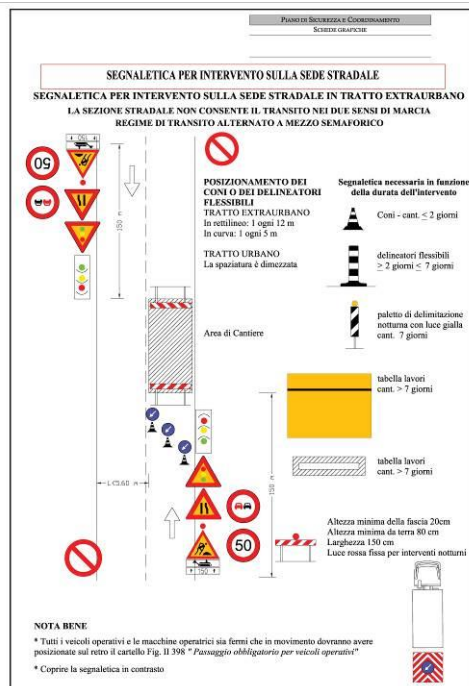 PIANO DI SICUREZZA E COORDINAMENTO
SCHEDE GRAFICHE
SEGNALETICA PER INTERVENTO SULLA SEDE STRADALE
SEGNALETICA PER INTERVENTO SULLA SEDE STRADALE IN TRATTO EXTRAURBANO
LA SEZIONE STRADALE NON CONSENTE IL TRANSITO NEI DUE SENSI DI MARCIA
REGIME DI TRANSITO ALTERNATO A MEZZO SEMAFORICO
150
50
150 m
POSIZIONAMENTO DEI
CONI O DEI DELINEATORI
FLESSIBILI
TRATTO EXTRAURBANO
In rettilineo: 1 ogni 12 m
In curva: 1 ogni 5 m
TRATTO URBANO
La spaziatura è dimezzata
Segnaletica necessaria in funzione
della durata dell'intervento
Coni - cant. ≤ 2 giorni
delineatori flessibili
≥ 2 giorni ≤ 7 giorni
paletto di delimitazione
notturna con luce gialla
cant. 7 giorni
Area di Cantiere
tabella lavori
cant. > 7 giorni
tabella lavori
cant. > 7 giorni
L<5,60 m
150 m
50
150
Altezza minima della fascia 20cm
Altezza minima da terra 80 cm
Larghezza 150 cm
Luce rossa fissa per interventi notturni
NOTA BENE
* Tutti i veicoli operativi e le macchine operatrici sia fermi che in movimento dovranno avere
posizionate sul retro il cartello Fig. II 398 " Passaggio obbligatorio per veicoli operativi"
* Coprire la segnaletica in contrasto